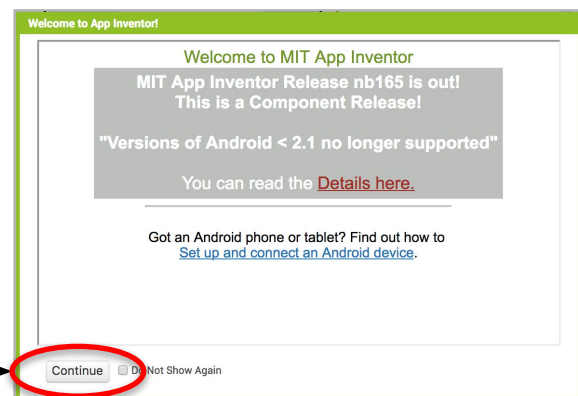 Welcome to App Inventor!
Welcome to MIT App Inventor
MIT App Inventor Release nb165 is out!
This is a Component Release!
"Versions of Android < 2.1 no longer supported"
You can read the Details here.
Got an Android phone or tablet? Find out how to
Set up and connect an Android device.
Continue Do Not Show Again